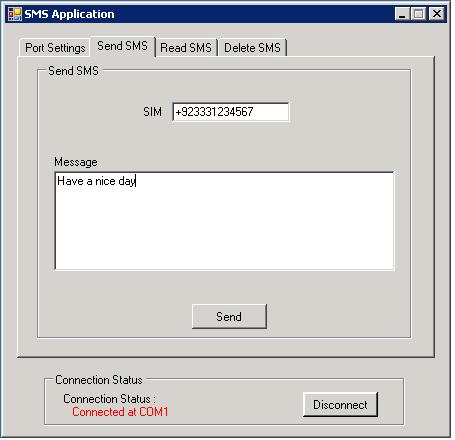 SMS Application
Port Settings Send SMS Read SMS Delete SMS
Send SMS
SIM +923331234567
Message
Have a nice day
Send
Connection Status
Connection Status :
Connected at COM1
Disconnect